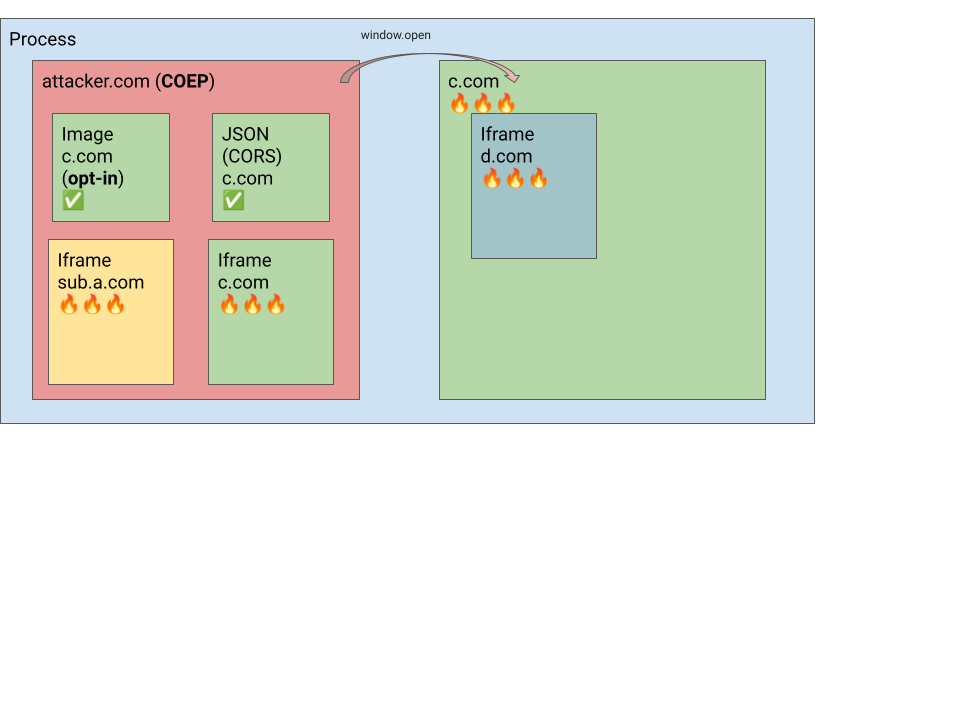 Process
window.open
attacker.com (COEP)
Image
c.com
(opt-in)
✅
JSON
(CORS)
c.com
✅
Iframe
sub.a.com
🔥🔥🔥
Iframe
c.com
🔥🔥🔥
c.com
🔥🔥🔥
Iframe
d.com
🔥🔥🔥